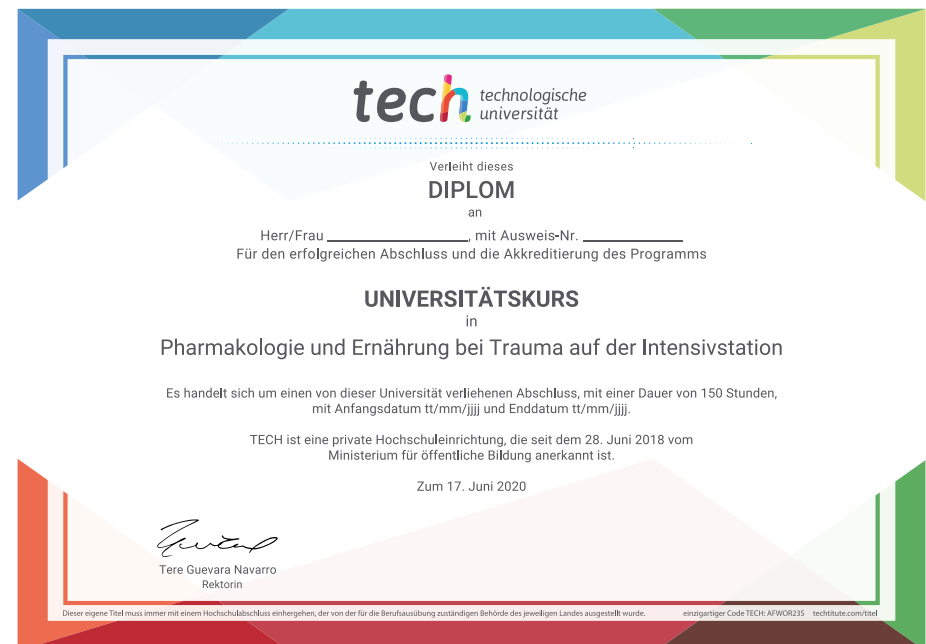 tech technologische
universität
Verleiht dieses
DIPLOM
an
Herr/Frau ____________________, mit Ausweis-Nr. ______________
Für den erfolgreichen Abschluss und die Akkreditierung des Programms
UNIVERSITÄTSKURS
in
Pharmakologie und Ernährung bei Trauma auf der Intensivstation
Es handelt sich um einen von dieser Universität verliehenen Abschluss, mit einer Dauer von 150 Stunden,
mit Anfangsdatum tt/mm/jjjj und Enddatum tt/mm/jjjj.
TECH ist eine private Hochschuleinrichtung, die seit dem 28. Juni 2018 vom
Ministerium für öffentliche Bildung anerkannt ist.
Zum 17. Juni 2020
Tere Guevara Navarro
Rektorin
Dieser eigene Titel muss immer mit einem Hochschulabschluss einhergehen, der von der für die Berufsausübung zuständigen Behörde des jeweiligen Landes ausgestellt wurde. einzigartiger Code TECH: AFWOR23S techtitute.com/titel